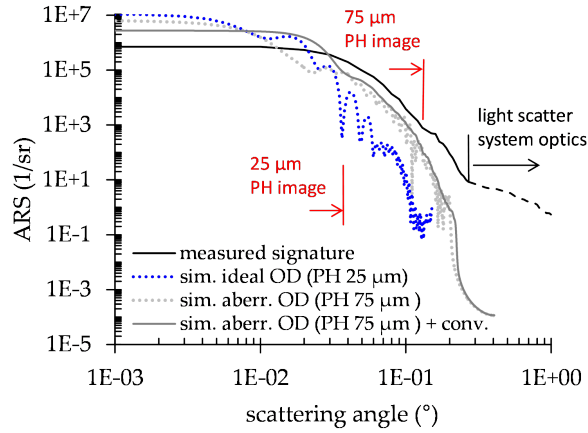 75 µm
PH image
1E+7
1E+5
1E+3
1E+1
1E-1
1E-3
1E-5
ARS (1/sr)
light scatter
system optics
25 µm
PH image
measured signature
sim. ideal OD (PH 25 µm)
sim. aberr. OD (PH 75 µm )
sim. aberr. OD (PH 75 µm ) + conv.
1E-03 1E-02 1E-01 1E+00
scattering angle (°)